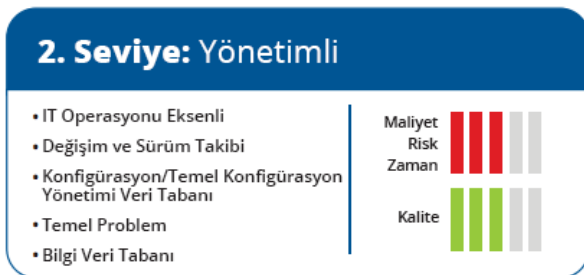 2. Seviye: Yönetimli
• IT Operasyonu Eksenli
• Değişim ve Sürüm Takibi
• Konfigürasyon/Temel Konfigürasyon
Yönetimi Veri Tabanı
• Temel Problem
• Bilgi Veri Tabanı
Maliyet
Risk
Zaman
Kalite